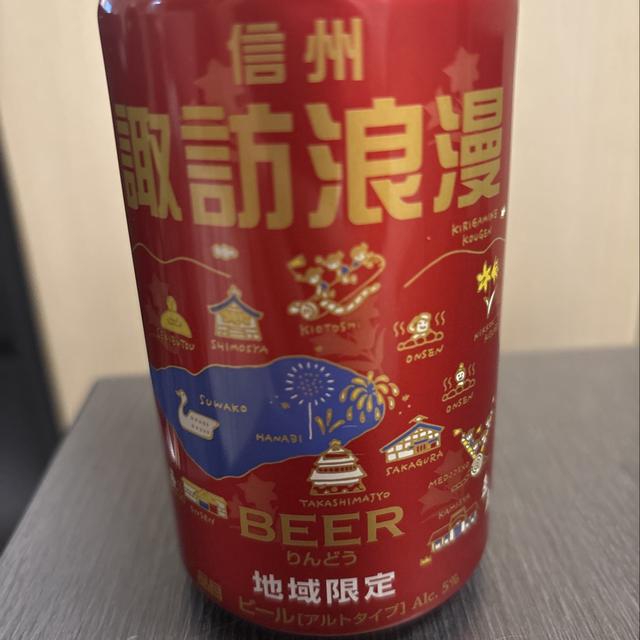 信州
諏訪浪漫
KIRIGAMINE
KOUGEN
SHIMOSYA
KIOTOSHI
ONSEN
ONSEN
SUWAKO
HANABI
SAKAGURA
TAKASHIMAJYO
ONSEN
BEER
りんどう
地域限定
ビール[アルトタイプ] Alc. 5%